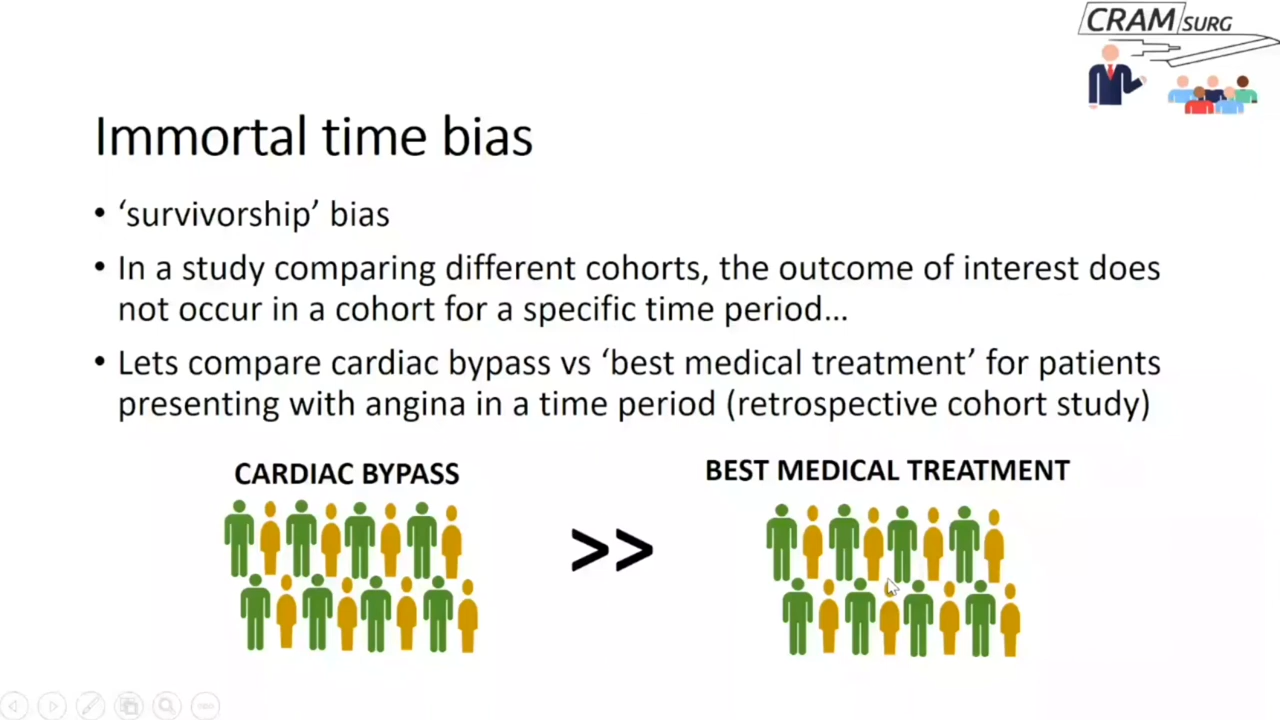 CRAMSURG
Immortal time bias
• ‘survivorship’ bias
• In a study comparing different cohorts, the outcome of interest does
not occur in a cohort for a specific time period…
• Lets compare cardiac bypass vs ‘best medical treatment’ for patients
presenting with angina in a time period (retrospective cohort study)
CARDIAC BYPASS
>>
BEST MEDICAL TREATMENT